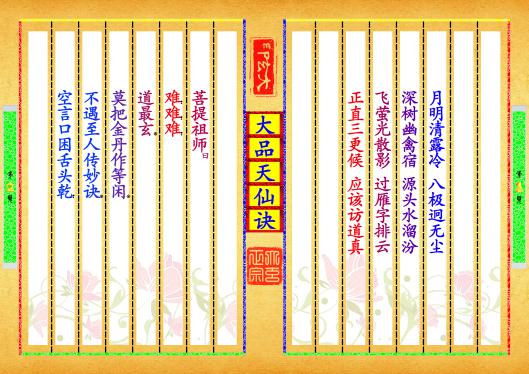 月明清露冷　八极迥无尘
深树幽禽宿　源头水溜汾
飞萤光散影　过雁字排云
正直三更候　应该访道真
大品天仙诀
菩提祖师曰
难,难,难,
道最玄。
莫把金丹作等闲。
不遇至人传妙诀,
空言口困舌头乾。